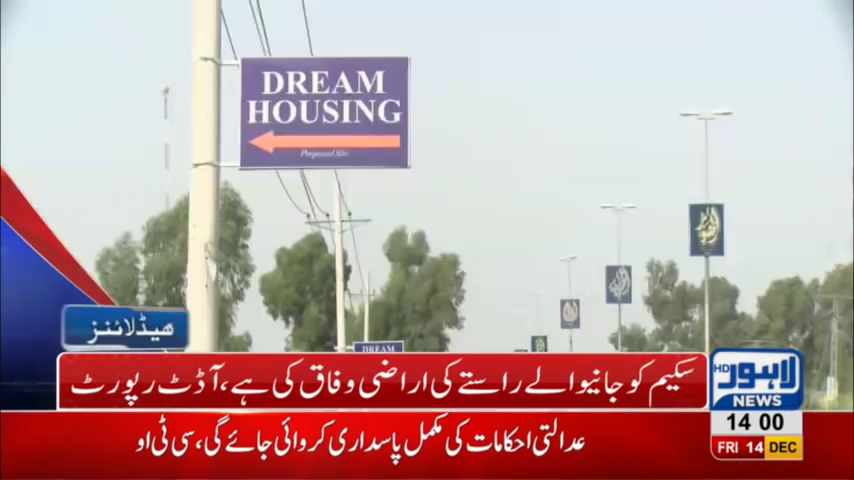 DREAM
HOUSING
Proposed Site
DREAM
ہیڈلائنز
سکیم کو جانیوالے راستے کی اراضی وفاق کی ہے، آڈٹ رپورٹ
عدالتی احکامات کی مکمل پاسداری کروائی جائے گی، سی ٹی او
HD لاہور
NEWS
14 00
FRI 14 DEC